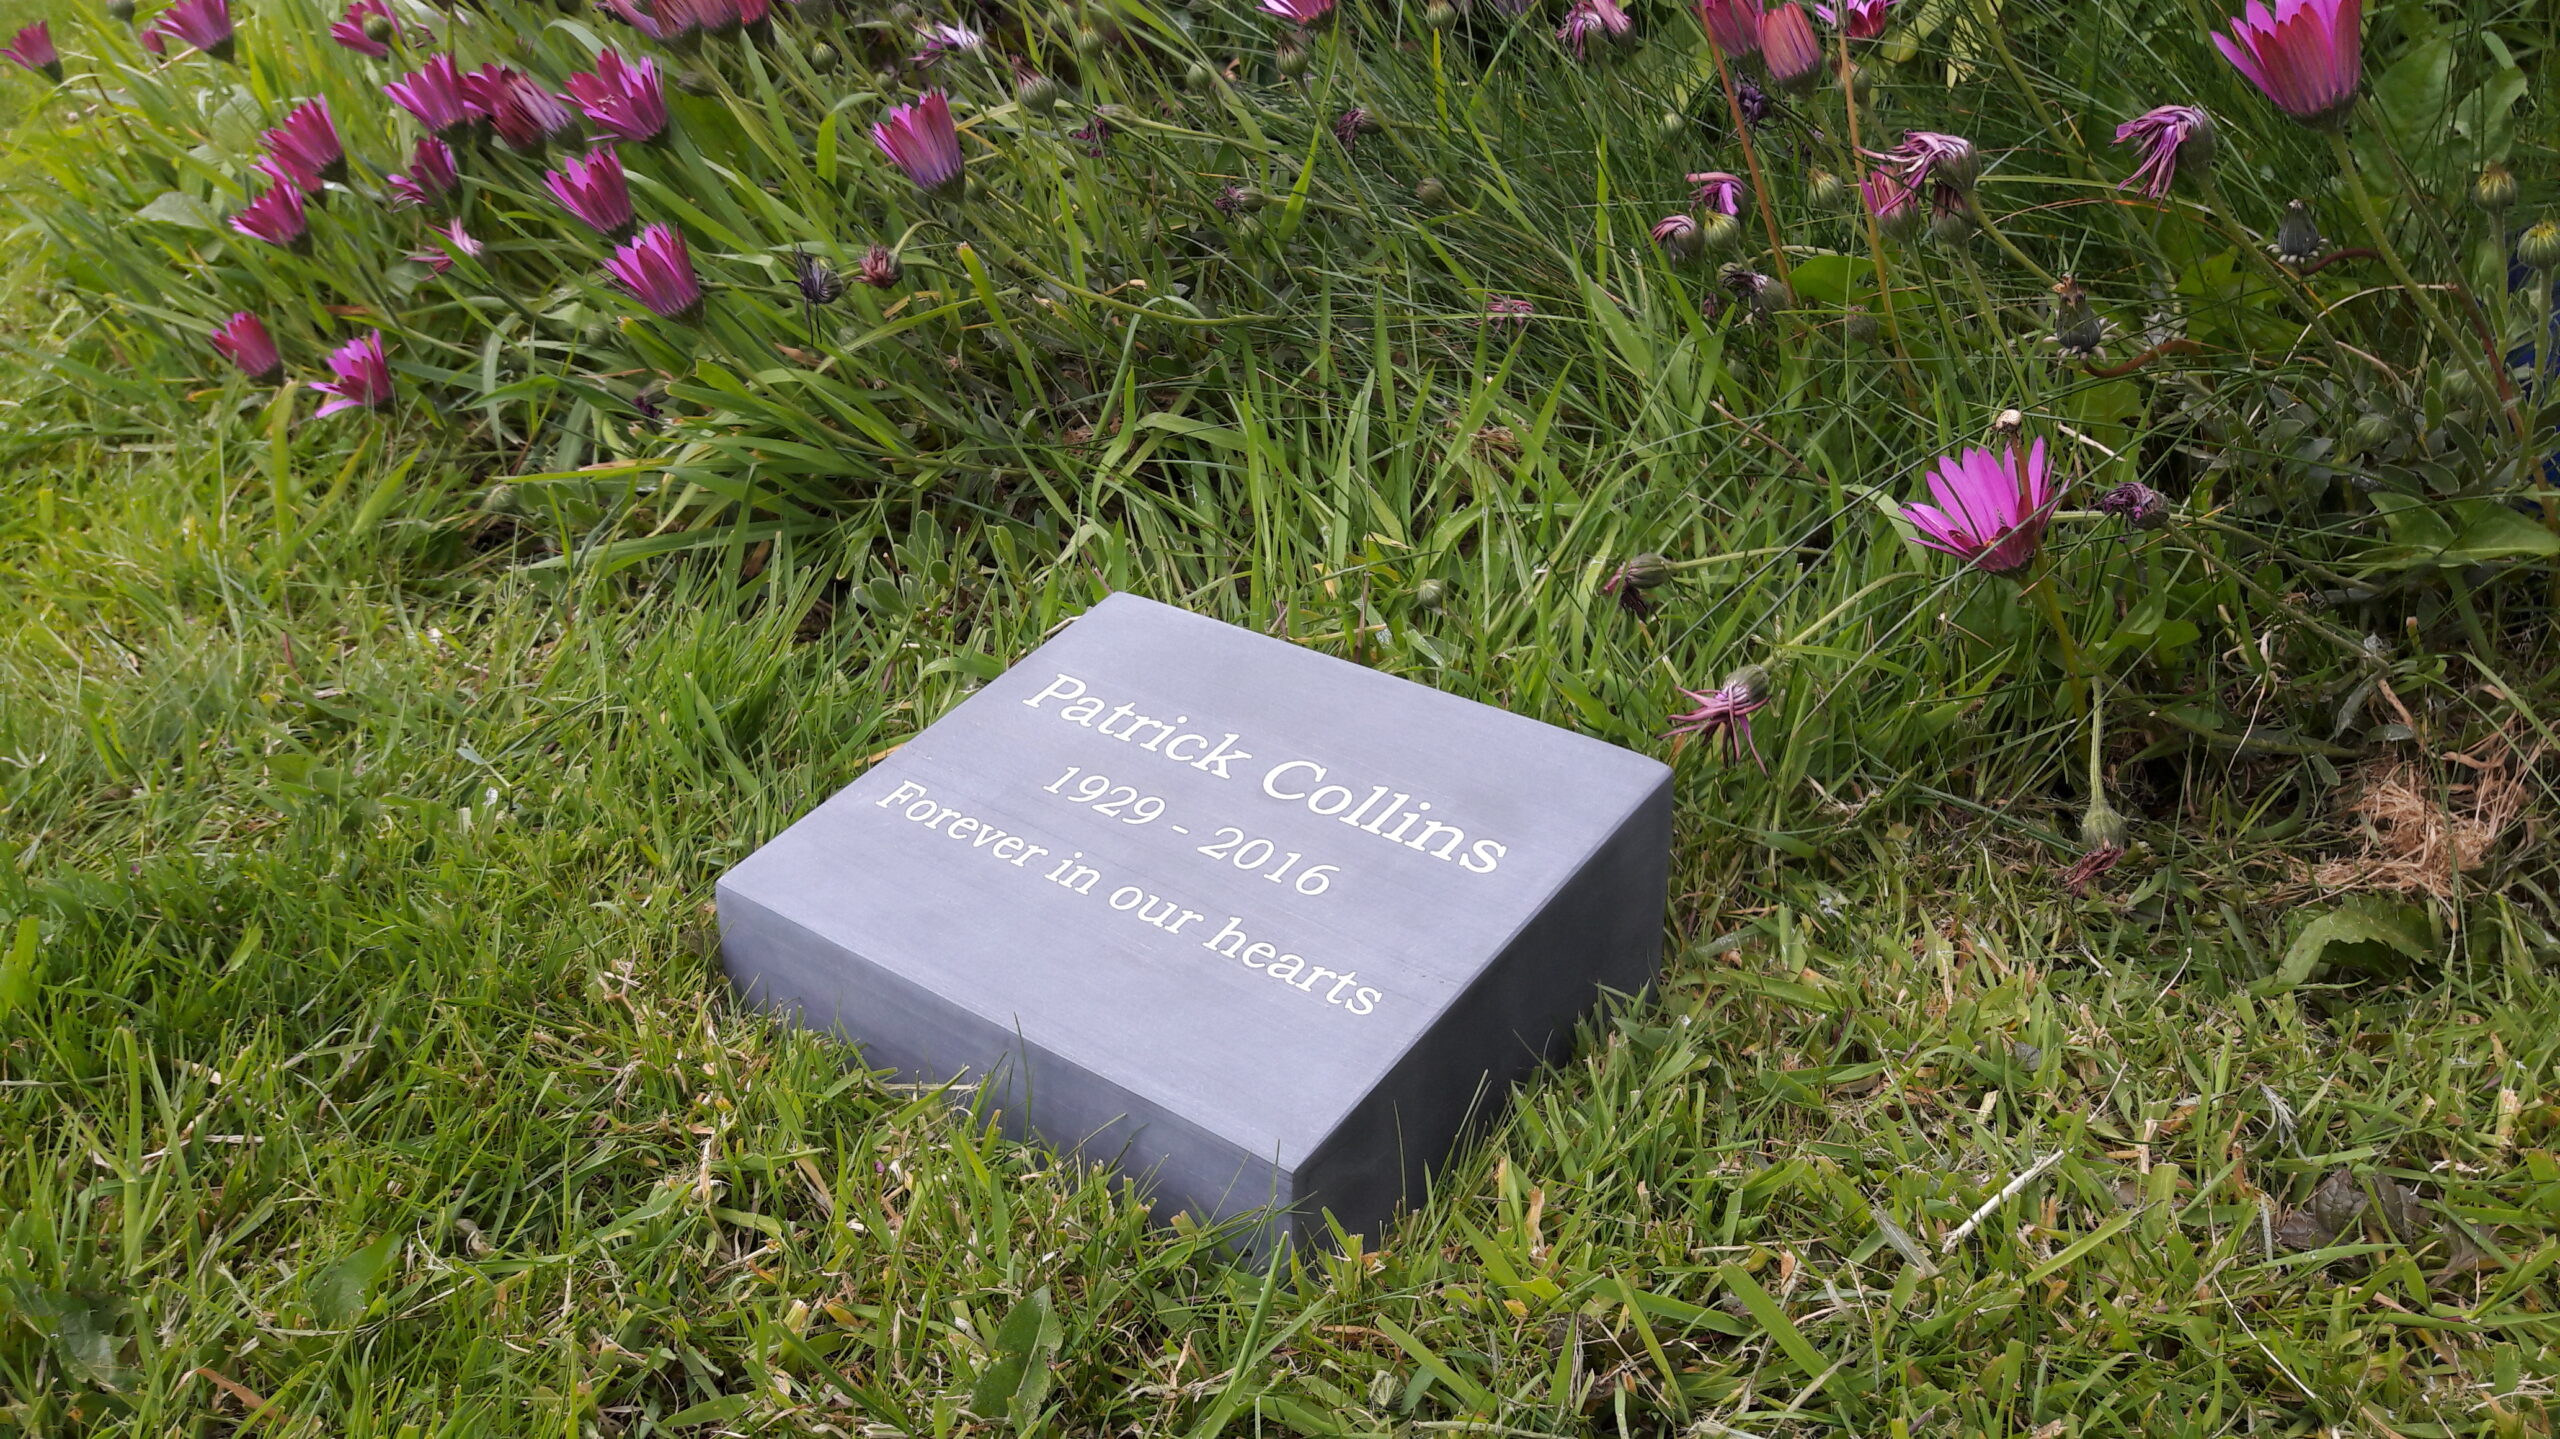 Patrick Collins
1929 - 2016
Forever in our hearts